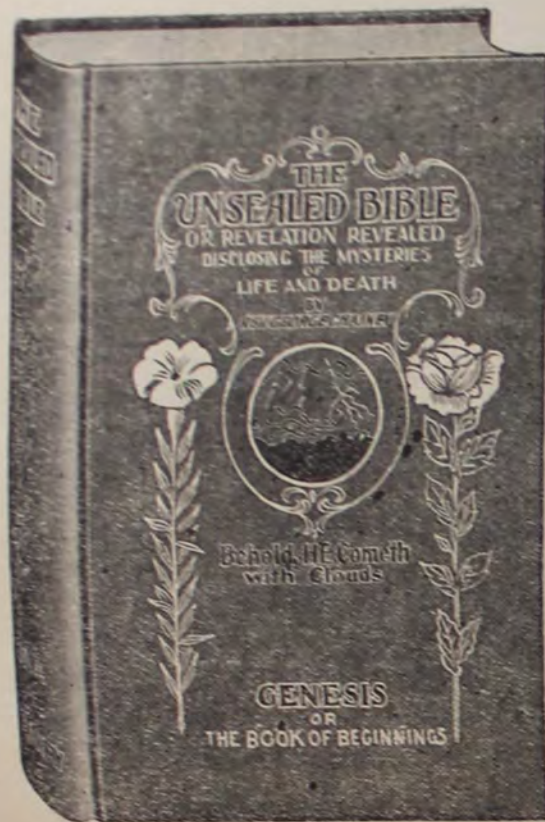 THE
UNSEALED BIBLE
OR REVELATION REVEALED
DISCLOSING THE MYSTERIES
OF
LIFE AND DEATH
BY
Behold, HE Cometh
with Clouds
GENESIS
OR
THE BOOK OF BEGINNINGS
THE